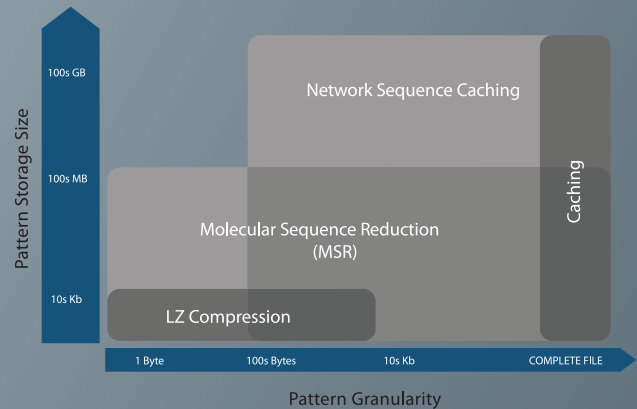 Pattern Storage Size
100s GB
100s MB
10s Kb
Network Sequence Caching
Caching
Molecular Sequence Reduction
(MSR)
LZ Compression
1 Byte
100s Bytes
10s Kb
COMPLETE FILE
Pattern Granularity